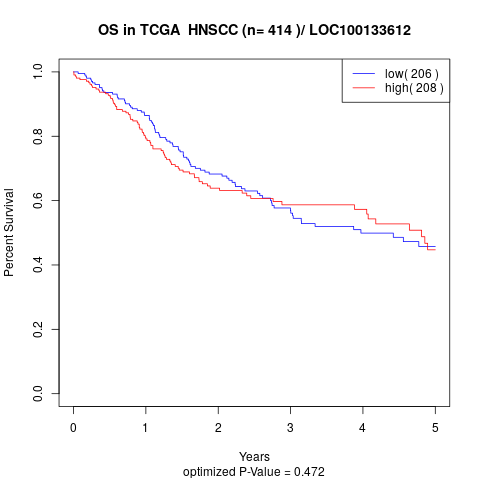 OS in TCGA  HNSCC (n= 414 )/ LOC100133612
low( 206 )
high( 208 )
1.0
0.8
0.6
0.4
0.2
0.0
Percent Survival
0 1 2 3 4 5
Years
optimized P-Value = 0.472